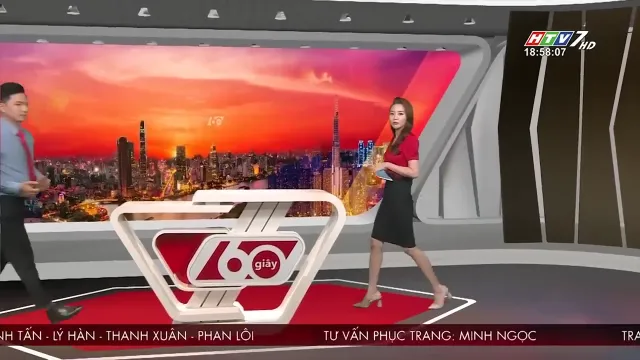 HTV7 HD
18:58:07
60 giây
NH TẤN - LÝ HÀN - THANH XUÂN - PHAN LÔI TƯ VẤN PHỤC TRANG: MINH NGỌC TRA